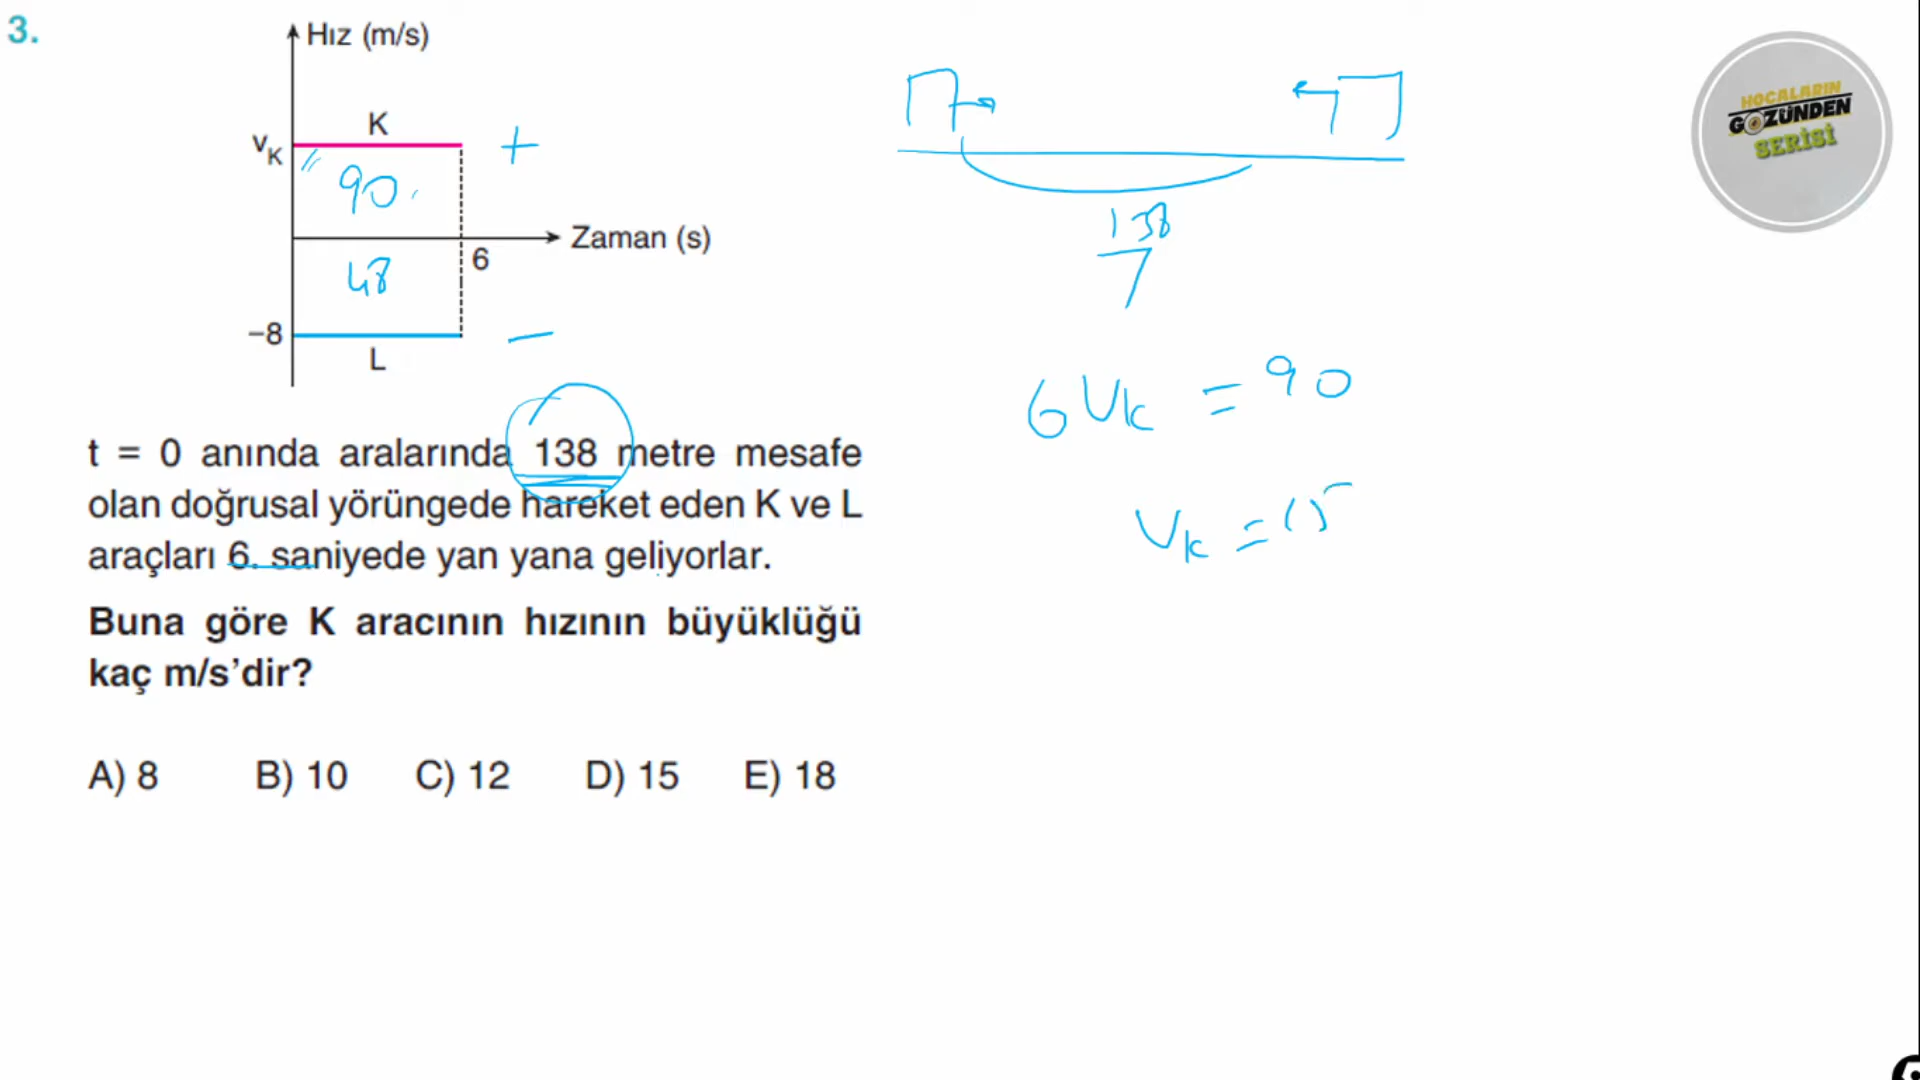 3.
Hız (m/s)
K
vK
+
90
Zaman (s)
6
48
−8
L
−
138
6VK = 90
VK = 15
t = 0 anında aralarında 138 metre mesafe
olan doğrusal yörüngede hareket eden K ve L
araçları 6. saniyede yan yana geliyorlar.
Buna göre K aracının hızının büyüklüğü
kaç m/s’dir?
A) 8 B) 10 C) 12 D) 15 E) 18
HOCALARIN
GÖZÜNDEN
SERİSİ